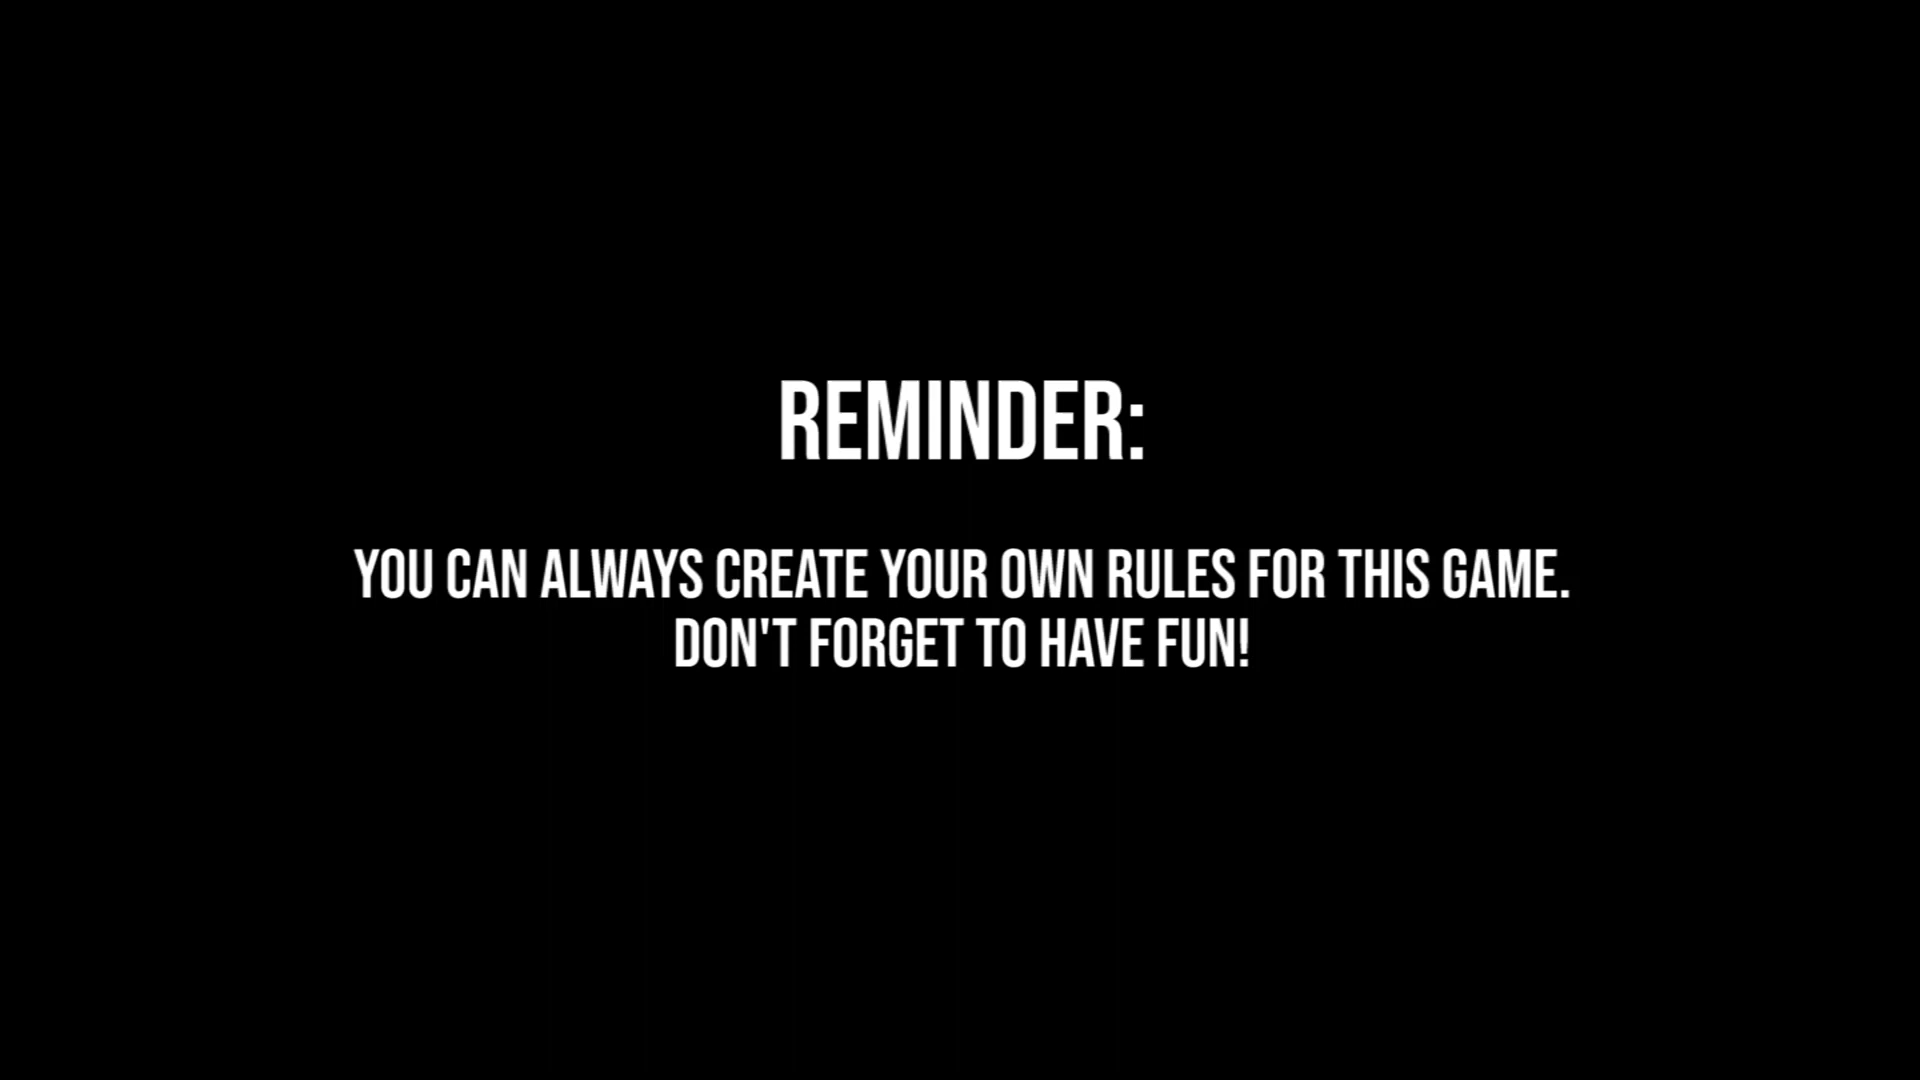 REMINDER:
YOU CAN ALWAYS CREATE YOUR OWN RULES FOR THIS GAME.
DON'T FORGET TO HAVE FUN!